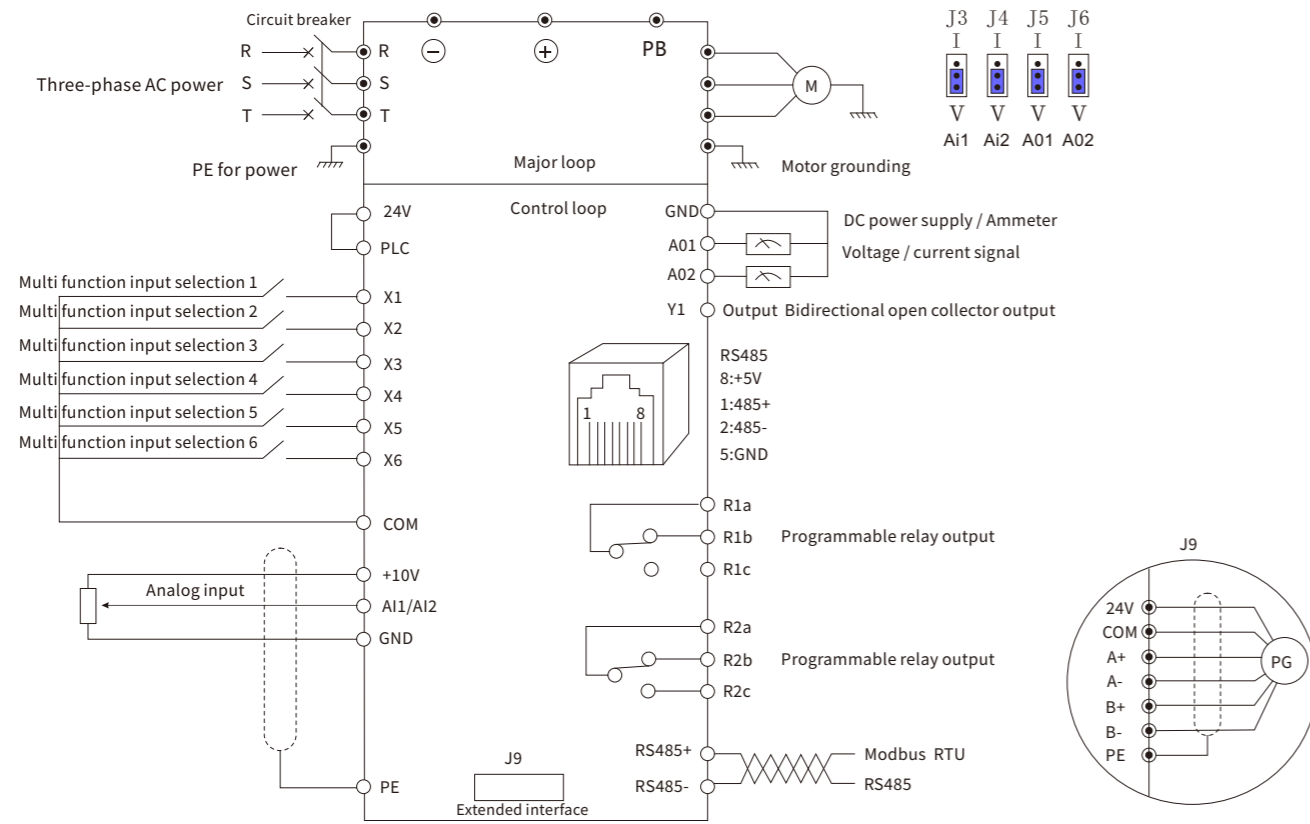 Circuit breaker
R
R
Three-phase AC power
S
S
T
T
−
+
PB
M
PE for power
Major loop
Motor grounding
J3 J4 J5 J6
I I I I
V V V V
Ai1 Ai2 A01 A02
Control loop
24V
PLC
Multi function input selection 1
X1
Multi function input selection 2
X2
Multi function input selection 3
X3
Multi function input selection 4
X4
Multi function input selection 5
X5
Multi function input selection 6
X6
COM
+10V
Analog input
AI1/AI2
GND
PE
GND
DC power supply / Ammeter
A01
Voltage / current signal
A02
Y1
Output Bidirectional open collector output
1 8
RS485
8:+5V
1:485+
2:485-
5:GND
R1a
R1b
Programmable relay output
R1c
R2a
R2b
Programmable relay output
R2c
RS485+
Modbus RTU
RS485-
RS485
J9
Extended interface
J9
24V
COM
A+
A-
B+
B-
PE
PG